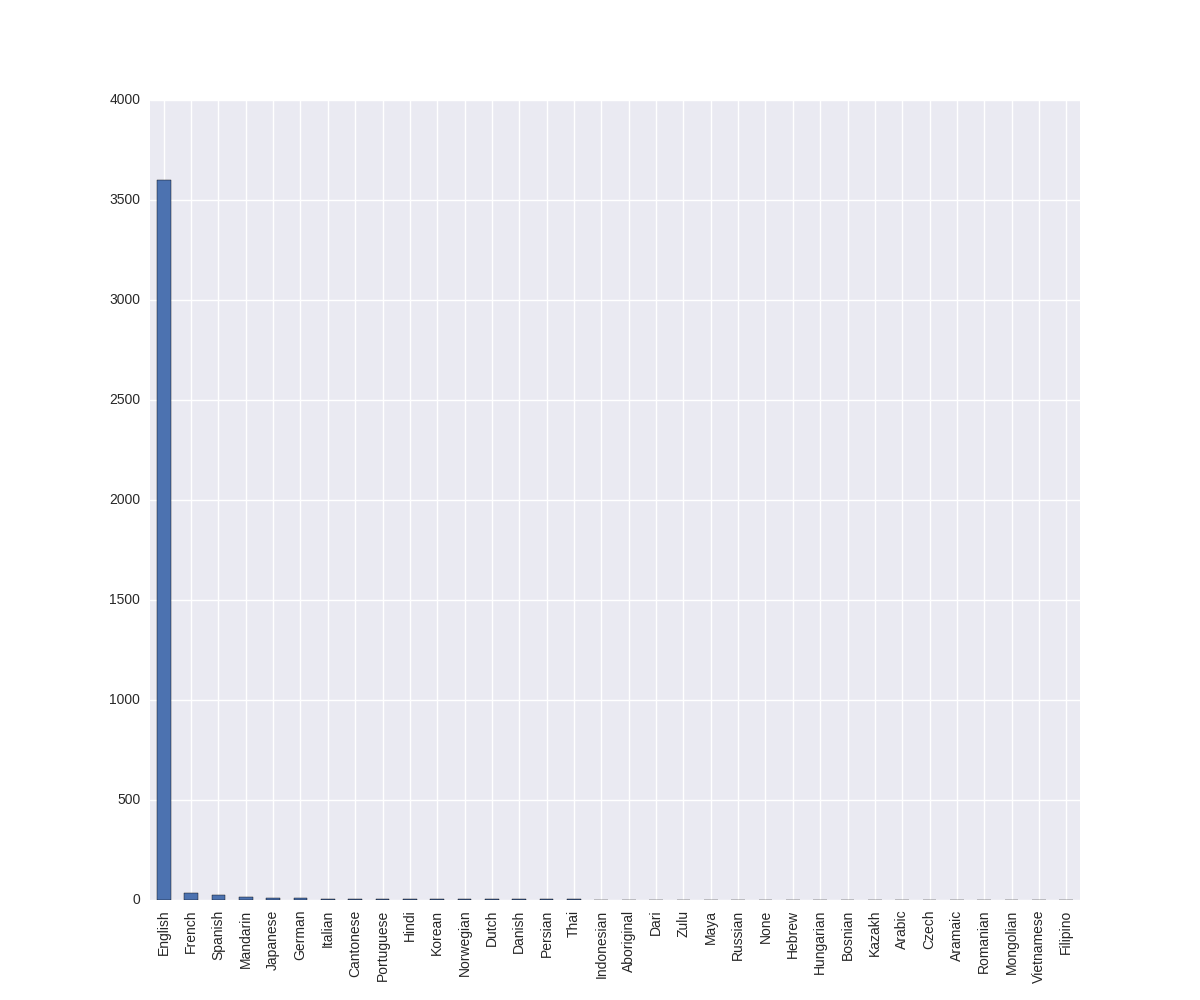 4000
3500
3000
2500
2000
1500
1000
500
0
English
French
Spanish
Mandarin
Japanese
German
Italian
Cantonese
Portuguese
Hindi
Korean
Norwegian
Dutch
Danish
Persian
Thai
Indonesian
Aboriginal
Dari
Zulu
Maya
Russian
None
Hebrew
Hungarian
Bosnian
Kazakh
Arabic
Czech
Aramaic
Romanian
Mongolian
Vietnamese
Filipino